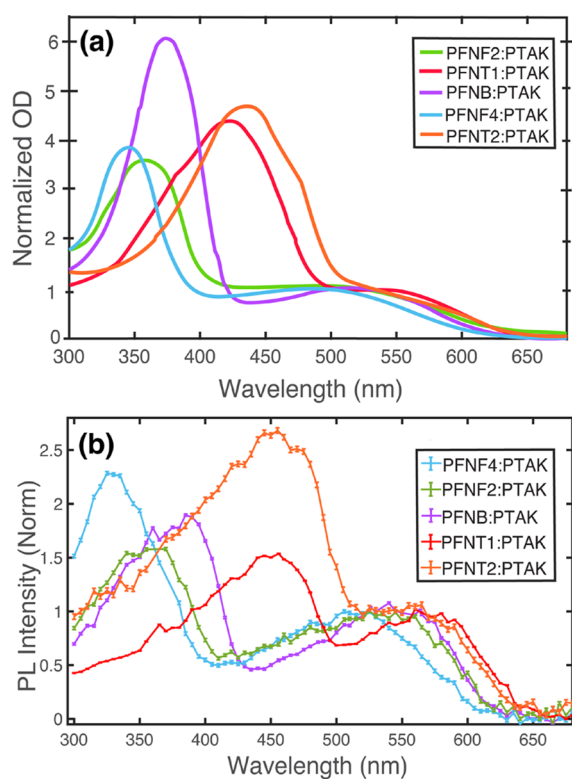 (a)
Normalized OD
6
5
4
3
2
1
0
PFNF2:PTAK
PFNT1:PTAK
PFNB:PTAK
PFNF4:PTAK
PFNT2:PTAK
300 350 400 450 500 550 600 650
Wavelength (nm)
(b)
PL Intensity (Norm)
2.5
2
1.5
1
0.5
0
PFNF4:PTAK
PFNF2:PTAK
PFNB:PTAK
PFNT1:PTAK
PFNT2:PTAK
300 350 400 450 500 550 600 650
Wavelength (nm)